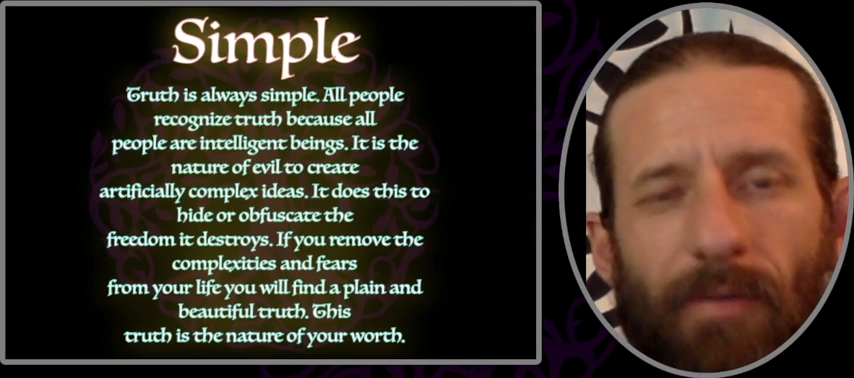 Simple
Truth is always simple. All people
recognize truth because all
people are intelligent beings. It is the
nature of evil to create
artificially complex ideas. It does this to
hide or obfuscate the
freedom it destroys. If you remove the
complexities and fears
from your life you will find a plain and
beautiful truth. This
truth is the nature of your worth.